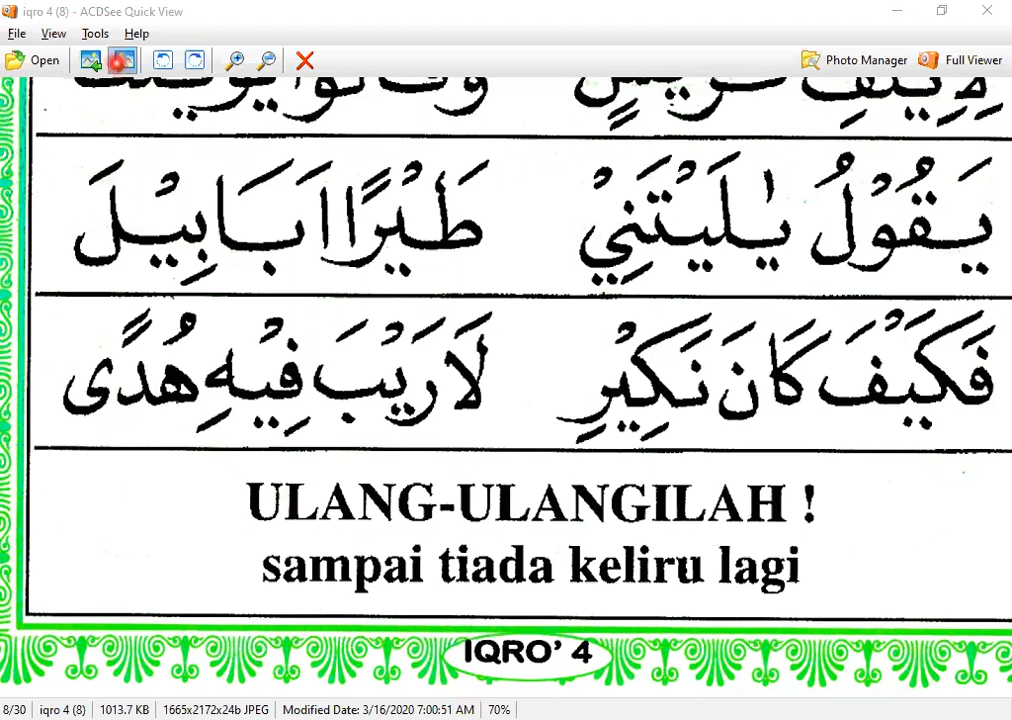 iqro 4 (8) - ACDSee Quick View
File View Tools Help
Open Photo Manager Full Viewer
يَقُوْلُ يٰلَيْتَنِيْ طَيْرًا اَبَابِيْلَ
فَكَيْفَ كَانَ نَكِيْرِ لَا رَيْبَ فِيْهِ هُدًى
ULANG-ULANGILAH !
sampai tiada keliru lagi
IQRO' 4
8/30 iqro 4 (8) 1013.7 KB 1665x2172x24b JPEG Modified Date: 3/16/2020 7:00:51 AM 70%